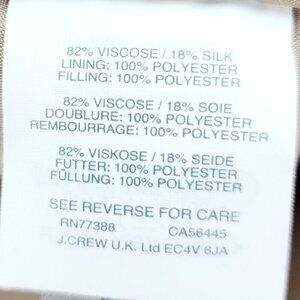 82% VISCOSE / 18% SILK
LINING: 100% POLYESTER
FILLING: 100% POLYESTER
82% VISCOSE / 18% SOIE
DOUBLURE: 100% POLYESTER
REMBOURRAGE: 100% POLYESTER
82% VISKOSE / 18% SEIDE
FUTTER: 100% POLYESTER
FÜLLUNG: 100% POLYESTER
SEE REVERSE FOR CARE
RN77388 CA56445
J.CREW U.K. Ltd EC4V 6JA